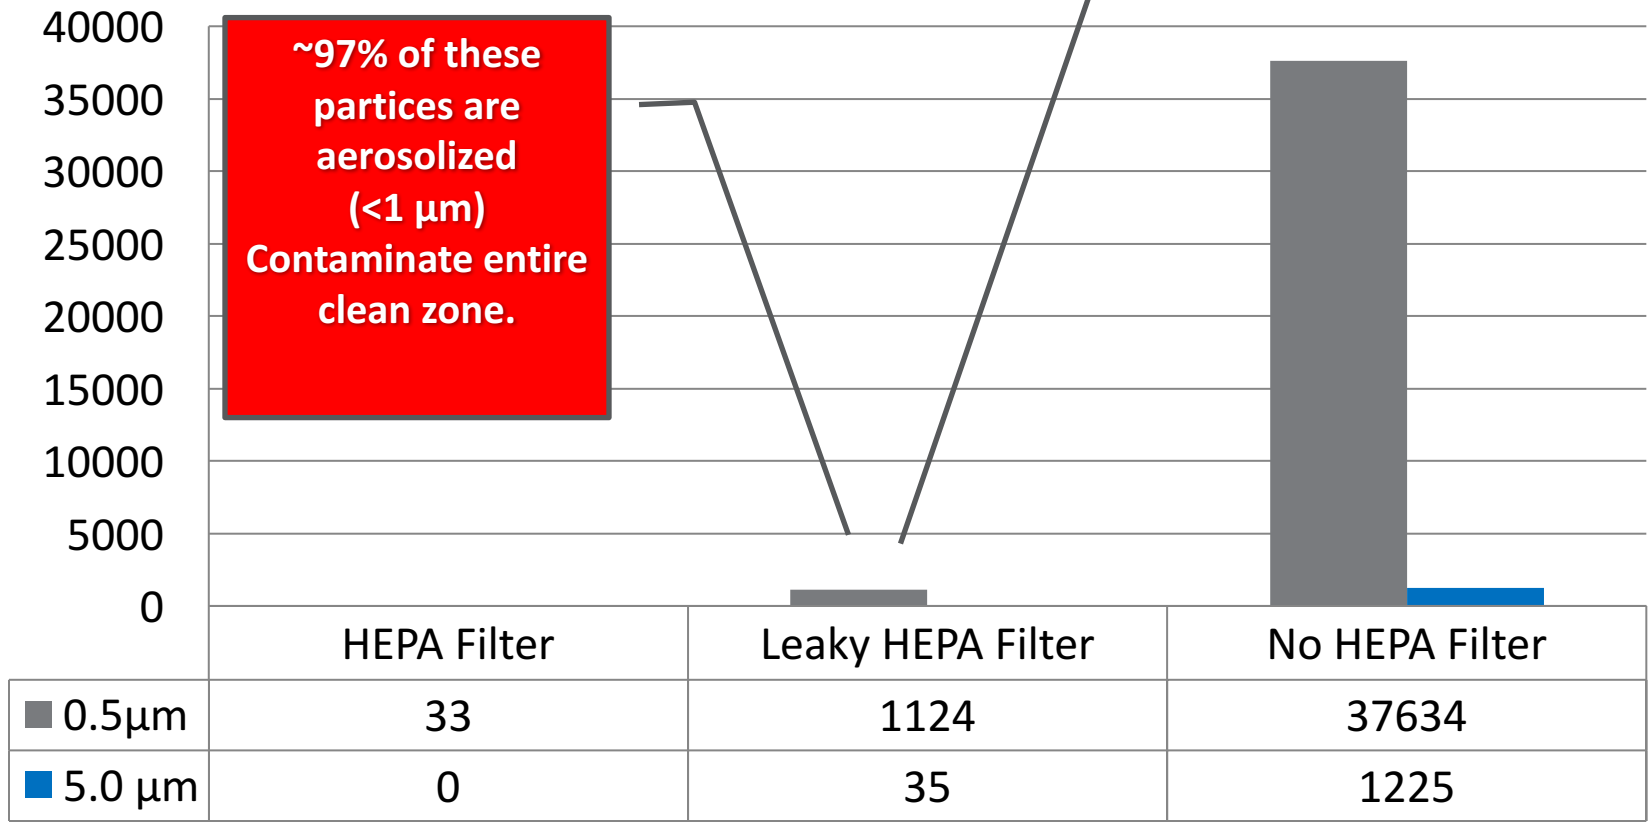 40000
35000
30000
25000
20000
15000
10000
5000
0
~97% of these
partices are
aerosolized
(<1 µm)
Contaminate entire
clean zone.
HEPA Filter Leaky HEPA Filter No HEPA Filter
0.5µm 33 1124 37634
5.0 µm 0 35 1225